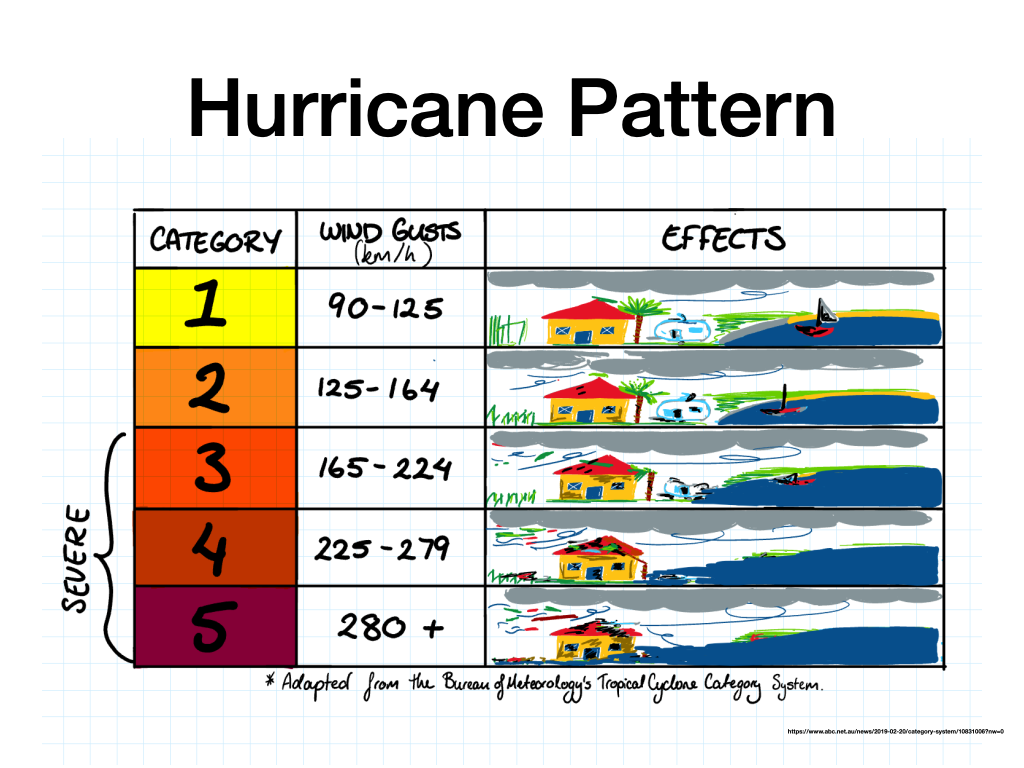 Hurricane Pattern
CATEGORY
WIND GUSTS
(km/h)
EFFECTS
1
90-125
2
125-164
3
165-224
4
225-279
5
280 +
SEVERE
* Adapted from the Bureau of Meteorology's Tropical Cyclone Category System.
https://www.abc.net.au/news/2019-02-20/category-system/10831006?nw=0